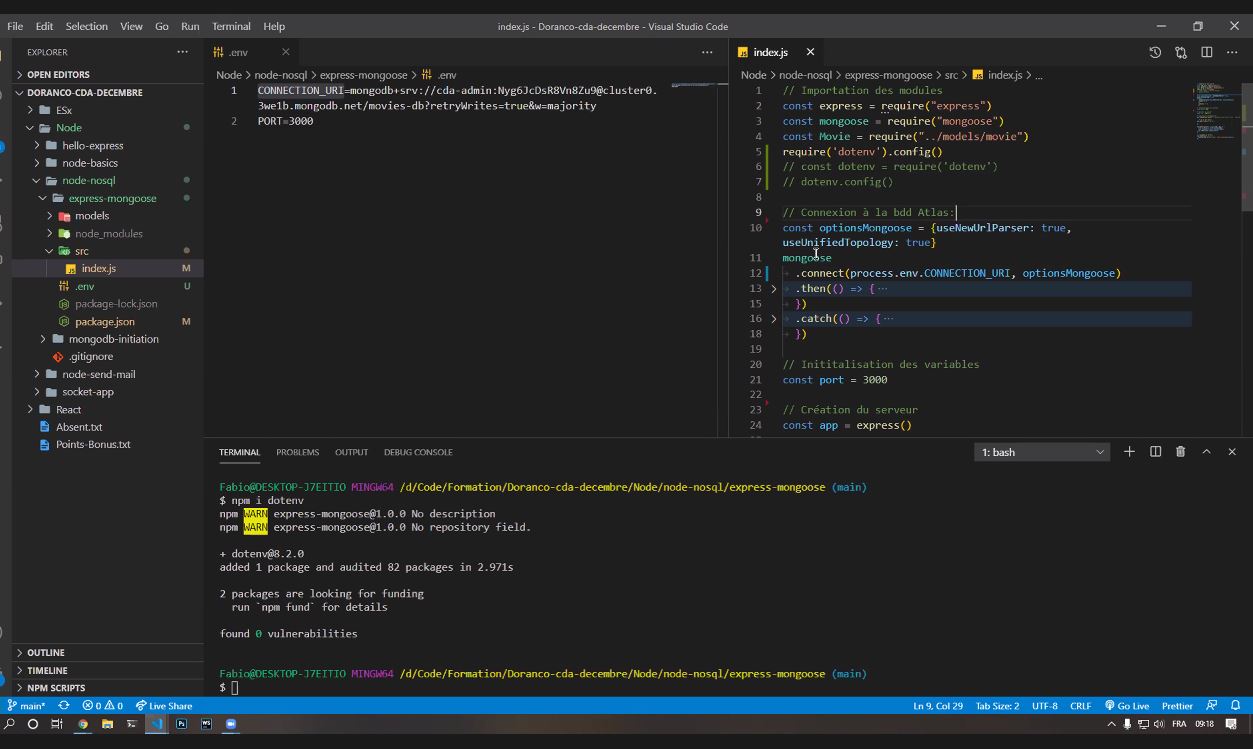 File Edit Selection View Go Run Terminal Help
index.js - Doranco-cda-decembre - Visual Studio Code
EXPLORER
OPEN EDITORS
DORANCO-CDA-DECEMBRE
ESx
Node
hello-express
node-basics
node-nosql
express-mongoose
models
node_modules
src
index.js M
.env U
package-lock.json
package.json M
mongodb-initiation
.gitignore
node-send-mail
socket-app
React
Absent.txt
Points-Bonus.txt
OUTLINE
TIMELINE
NPM SCRIPTS
.env
Node > node-nosql > express-mongoose > .env
1 CONNECTION_URI=mongodb+srv://cda-admin:Nyg6JcDsR8Vn8Zu9@cluster0.
3we1b.mongodb.net/movies-db?retryWrites=true&w=majority
2 PORT=3000
JS index.js
Node > node-nosql > express-mongoose > src > JS index.js > ...
1 // Importation des modules
2 const express = require("express")
3 const mongoose = require("mongoose")
4 const Movie = require("../models/movie")
5 require('dotenv').config()
6 // const dotenv = require('dotenv')
7 // dotenv.config()
8
9 // Connexion à la bdd Atlas:
10 const optionsMongoose = {useNewUrlParser: true,
useUnifiedTopology: true}
11 mongoose
12 .connect(process.env.CONNECTION_URI, optionsMongoose)
13 .then(() => { ...
15 })
16 .catch(() => { ...
18 })
19
20 // Inititalisation des variables
21 const port = 3000
22
23 // Création du serveur
24 const app = express()
TERMINAL PROBLEMS OUTPUT DEBUG CONSOLE
1: bash
Fabio@DESKTOP-J7EITIO MINGW64 /d/Code/Formation/Doranco-cda-decembre/Node/node-nosql/express-mongoose (main)
$ npm i dotenv
npm WARN express-mongoose@1.0.0 No description
npm WARN express-mongoose@1.0.0 No repository field.
+ dotenv@8.2.0
added 1 package and audited 82 packages in 2.971s
2 packages are looking for funding
run `npm fund` for details
found 0 vulnerabilities
Fabio@DESKTOP-J7EITIO MINGW64 /d/Code/Formation/Doranco-cda-decembre/Node/node-nosql/express-mongoose (main)
$
main* 0 0 Live Share
Ln 9, Col 29 Tab Size: 2 UTF-8 CRLF JavaScript Go Live Prettier
Ps WS
FRA 09:18